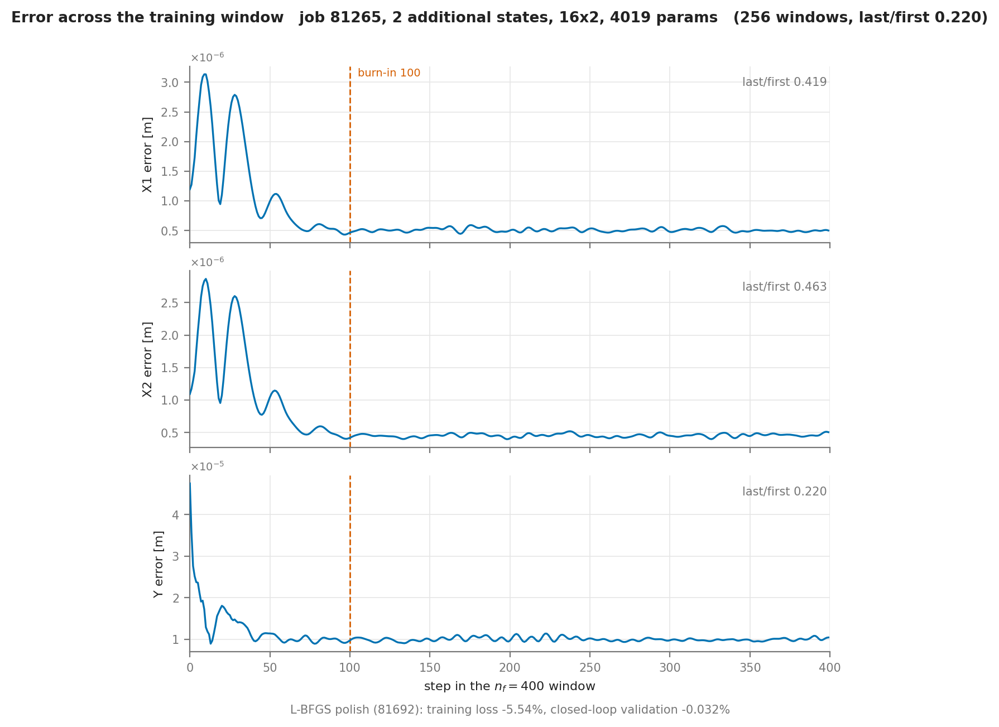 Error across the training window   job 81265, 2 additional states, 16x2, 4019 params   (256 windows, last/first 0.220)
×10⁻⁶
burn-in 100
last/first 0.419
3.0
2.5
2.0
1.5
1.0
0.5
X1 error [m]
×10⁻⁶
last/first 0.463
2.5
2.0
1.5
1.0
0.5
X2 error [m]
×10⁻⁵
last/first 0.220
4
3
2
1
Y error [m]
0 50 100 150 200 250 300 350 400
step in the n_f = 400 window
L-BFGS polish (81692): training loss -5.54%, closed-loop validation -0.032%